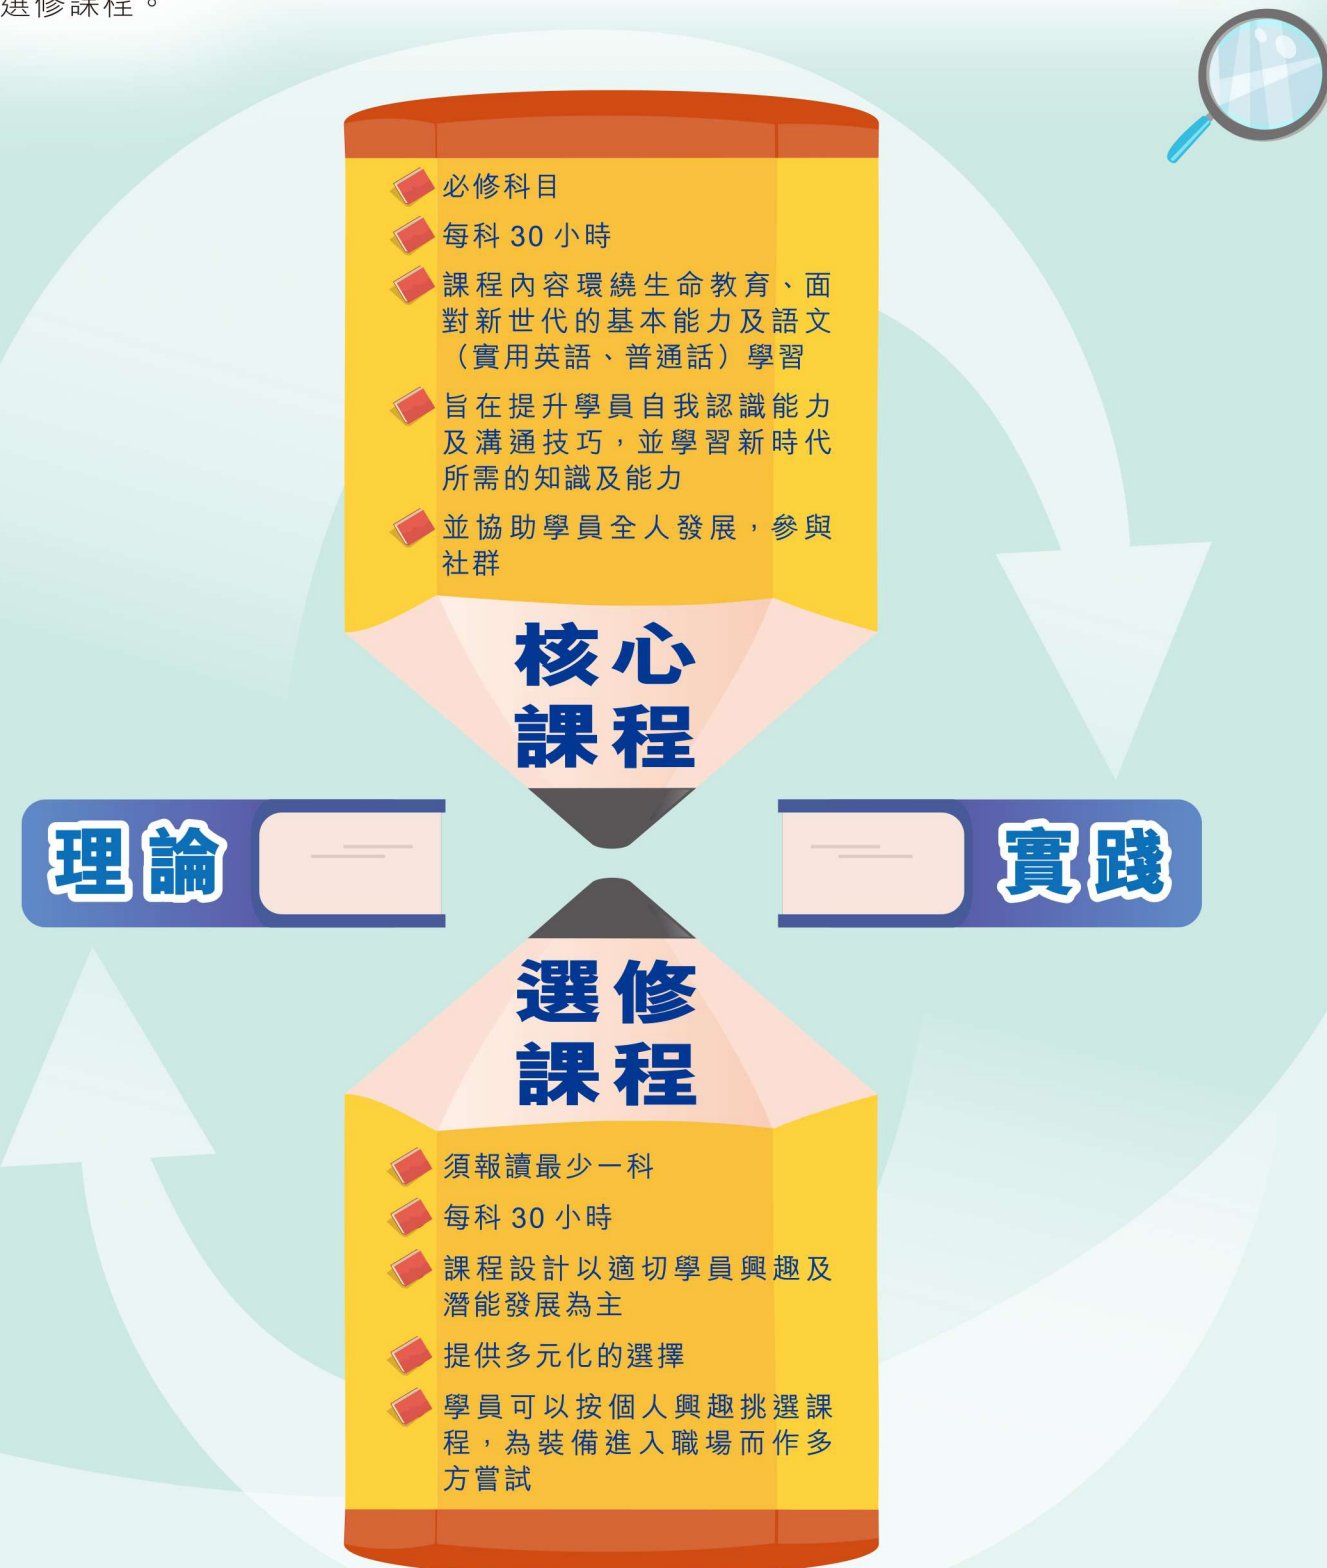 選修課程。
必修科目
每科 30 小時
課程內容環繞生命教育、面
對新世代的基本能力及語文
（實用英語、普通話）學習
旨在提升學員自我認識能力
及溝通技巧，並學習新時代
所需的知識及能力
並協助學員全人發展，參與
社群
核心
課程
理論
實踐
選修
課程
須報讀最少一科
每科 30 小時
課程設計以適切學員興趣及
潛能發展為主
提供多元化的選擇
學員可以按個人興趣挑選課
程，為裝備進入職場而作多
方嘗試